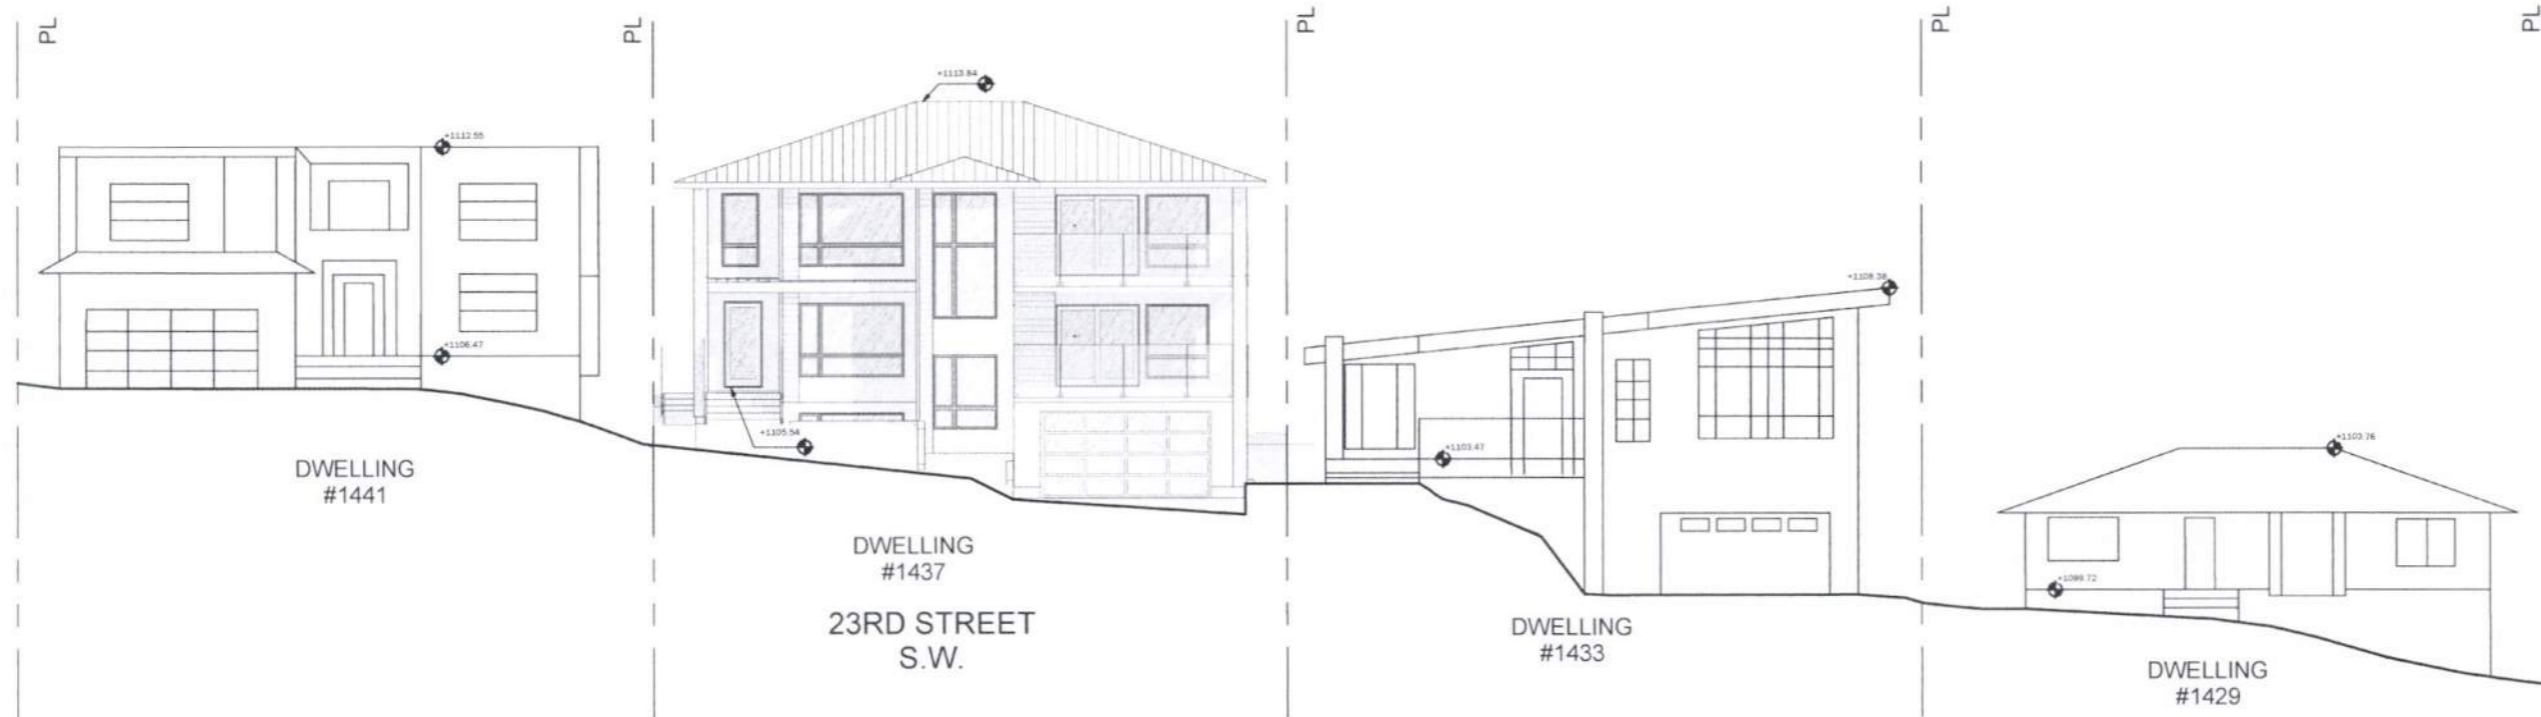 PL
PL
PL
PL
PL
+1112.55
+1106.47
DWELLING
#1441
+1113.84
+1105.54
DWELLING
#1437
23RD STREET
S.W.
+1108.38
+1103.47
DWELLING
#1433
+1103.76
+1099.72
DWELLING
#1429